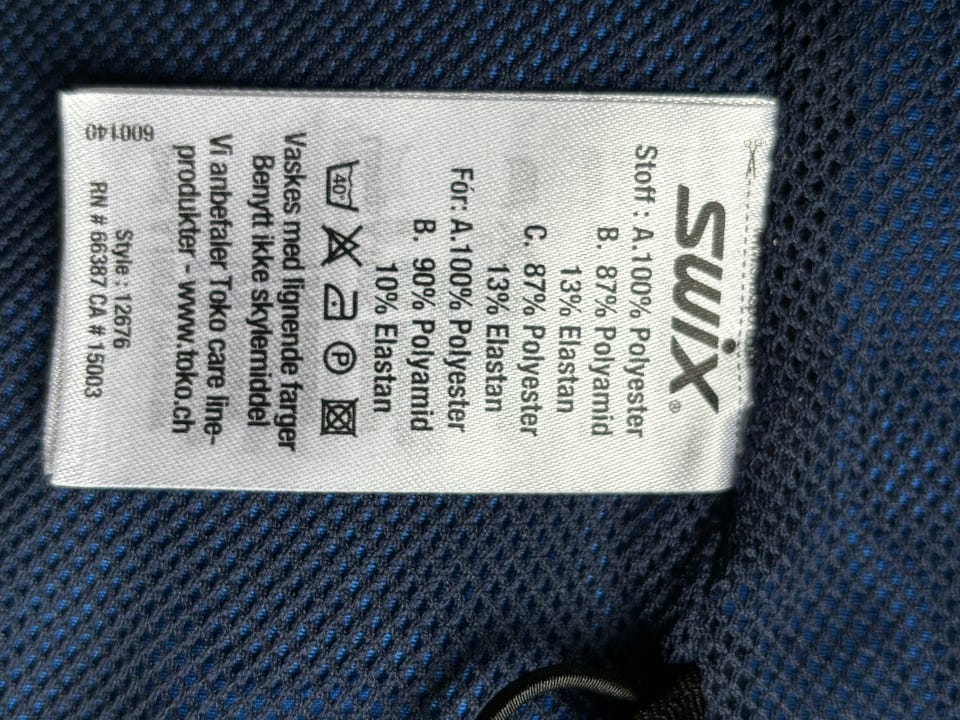 swix®
Stoff : A.100% Polyester
B. 87% Polyamid
13% Elastan
C. 87% Polyester
13% Elastan
Fór: A.100% Polyester
B. 90% Polyamid
10% Elastan
40°
P
Vaskes med lignende farger
Benytt ikke skylemiddel
Vi anbefaler Toko care line-
produkter - www.toko.ch
Style : 12676
RN # 66387 CA # 15003
600140